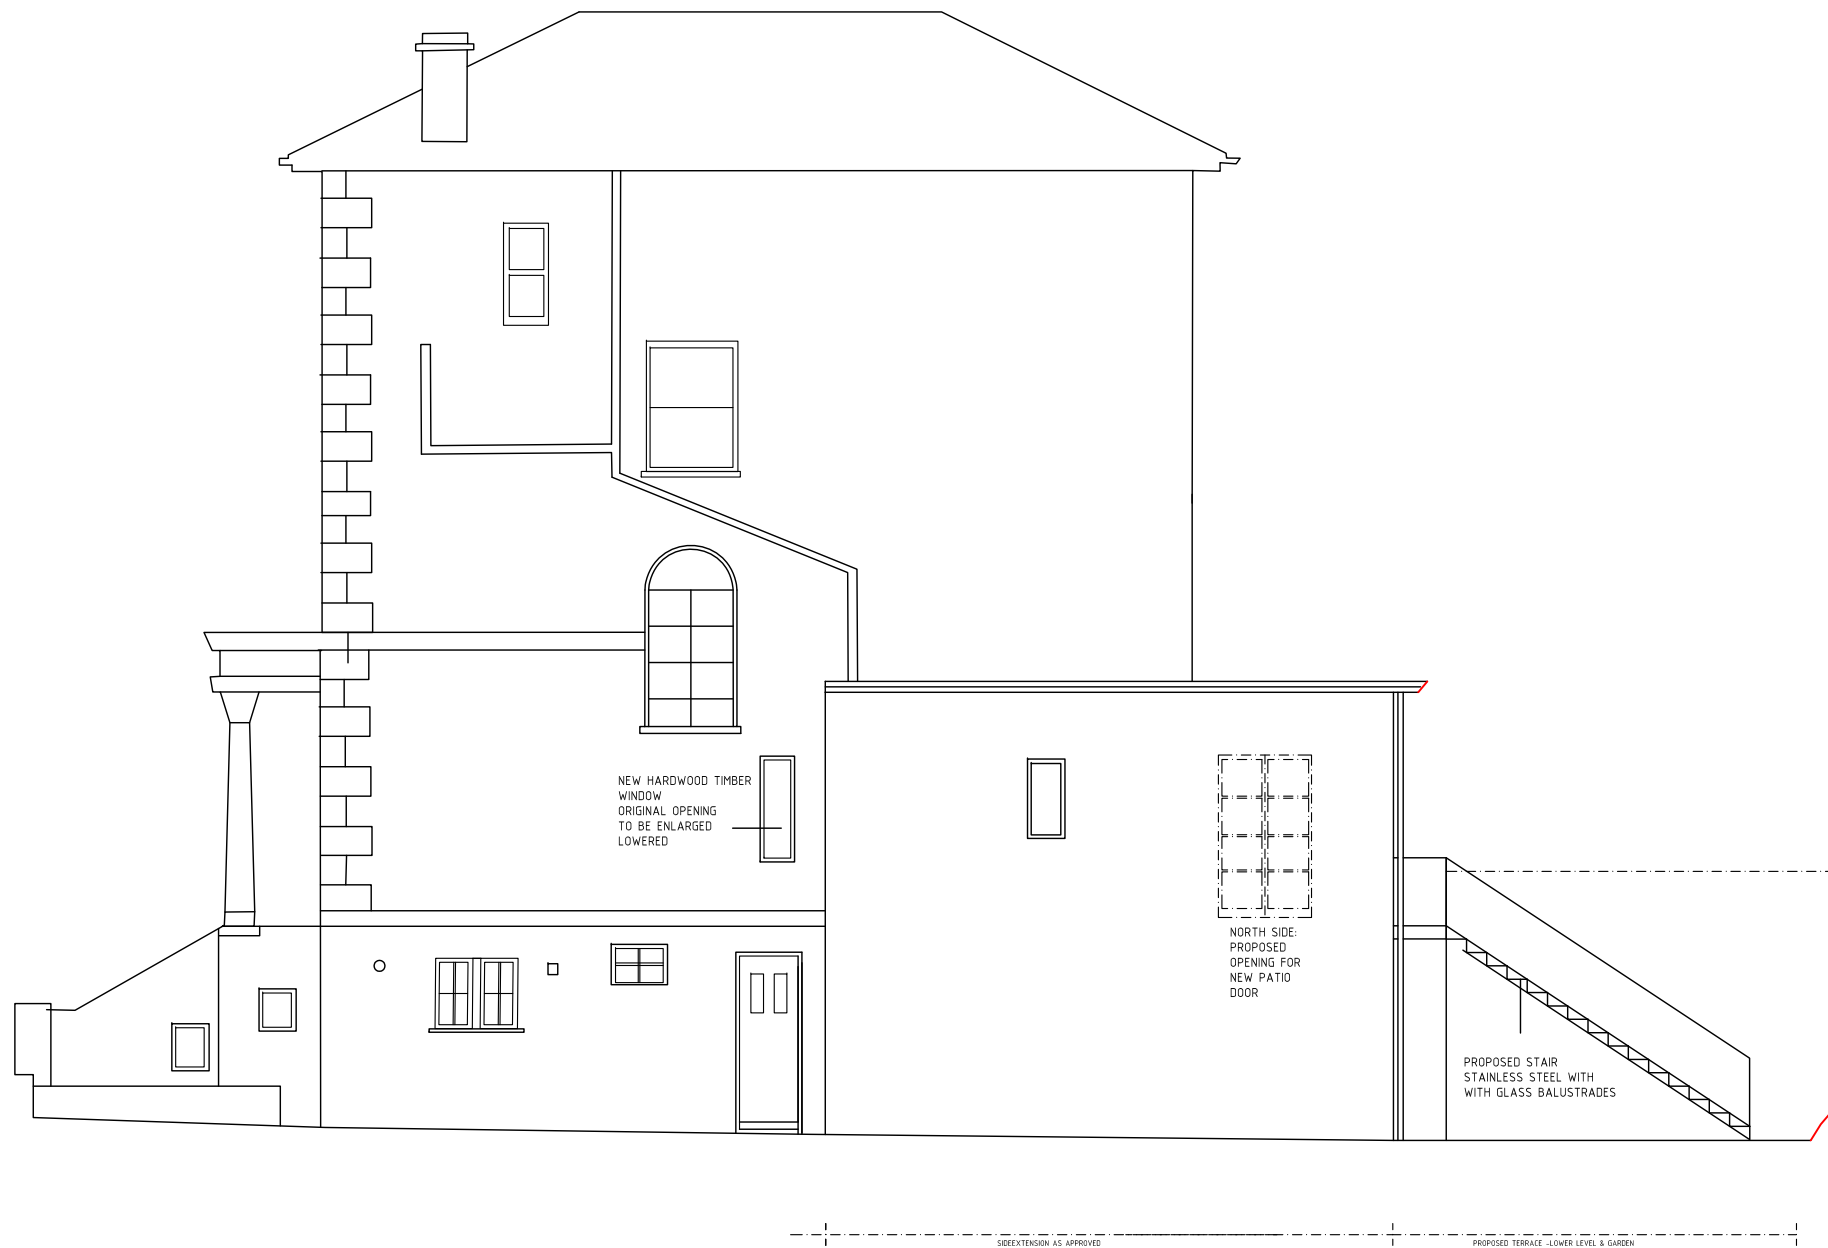 NEW HARDWOOD TIMBER
WINDOW
ORIGINAL OPENING
TO BE ENLARGED
LOWERED
NORTH SIDE:
PROPOSED
OPENING FOR
NEW PATIO
DOOR
PROPOSED STAIR
STAINLESS STEEL WITH
WITH GLASS BALUSTRADES
SIDEEXTENSION AS APPROVED
PROPOSED TERRACE -LOWER LEVEL & GARDEN